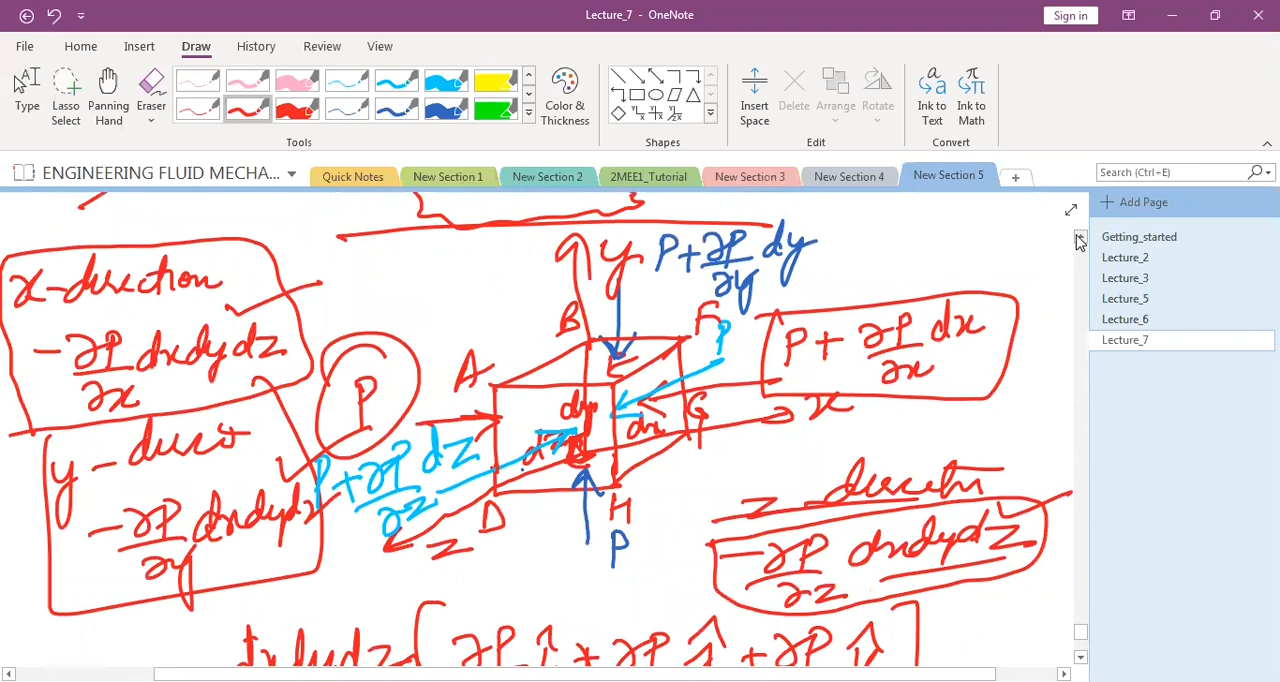 Lecture_7 - OneNote
Sign in
File Home Insert Draw History Review View
Type
Lasso Select
Panning Hand
Eraser
Color & Thickness
Insert Space
Delete
Arrange
Rotate
Ink to Text
Ink to Math
Tools
Shapes
Edit
Convert
ENGINEERING FLUID MECHA...
Quick Notes
New Section 1
New Section 2
2MEE1_Tutorial
New Section 3
New Section 4
New Section 5
Search (Ctrl+E)
Add Page
Getting_started
Lecture_2
Lecture_3
Lecture_5
Lecture_6
Lecture_7
x-direction
-∂P/∂x dxdydz
y-
-∂P/∂y dxdydz
P
y
P+∂P/∂y dy
B
F
P
A
P+∂P/∂x dx
dy
dx
dz
G
x
P+∂P/∂z dz
D
H
z
P
z direction
-∂P/∂z dxdydz
dxdydz[∂P î + ∂P ĵ + ∂P k̂]